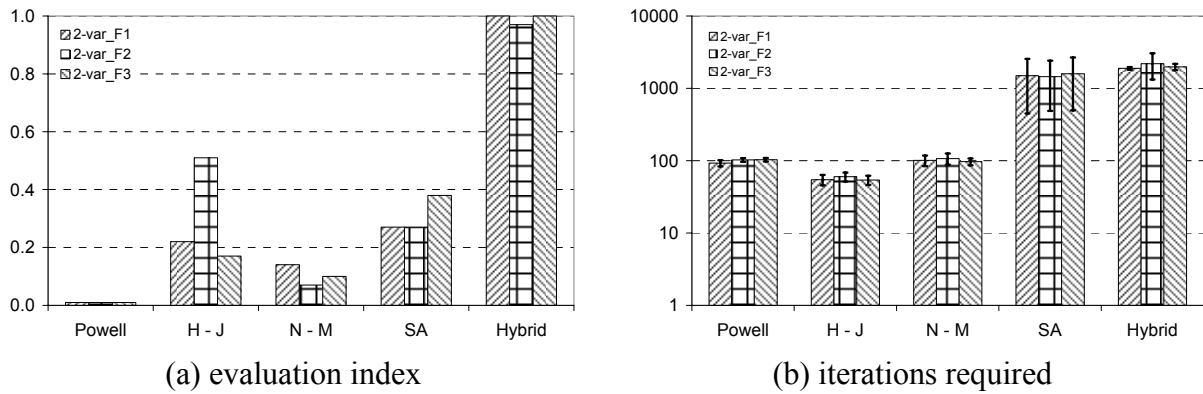 1.0
0.8
0.6
0.4
0.2
0.0
2-var_F1
2-var_F2
2-var_F3
Powell H - J N - M SA Hybrid
(a) evaluation index
10000
1000
100
10
1
2-var_F1
2-var_F2
2-var_F3
Powell H - J N - M SA Hybrid
(b) iterations required